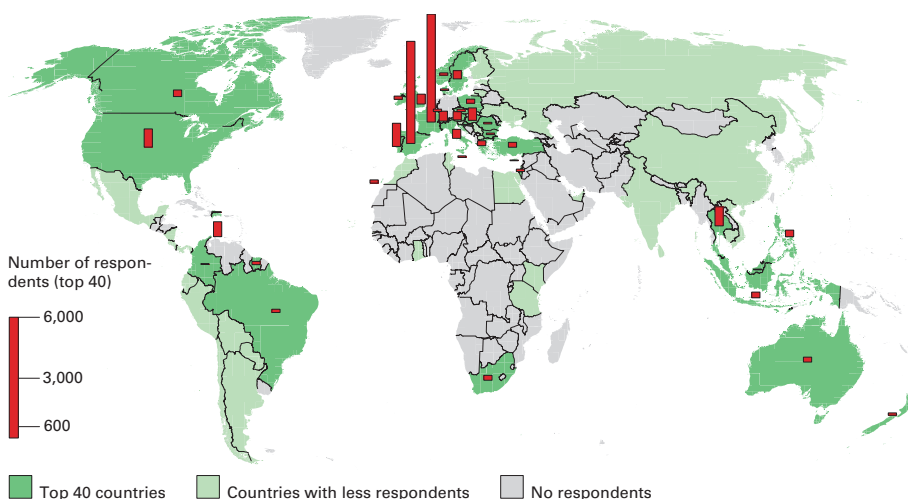 Number of respon-
dents (top 40)
6,000
3,000
600
Top 40 countries
Countries with less respondents
No respondents